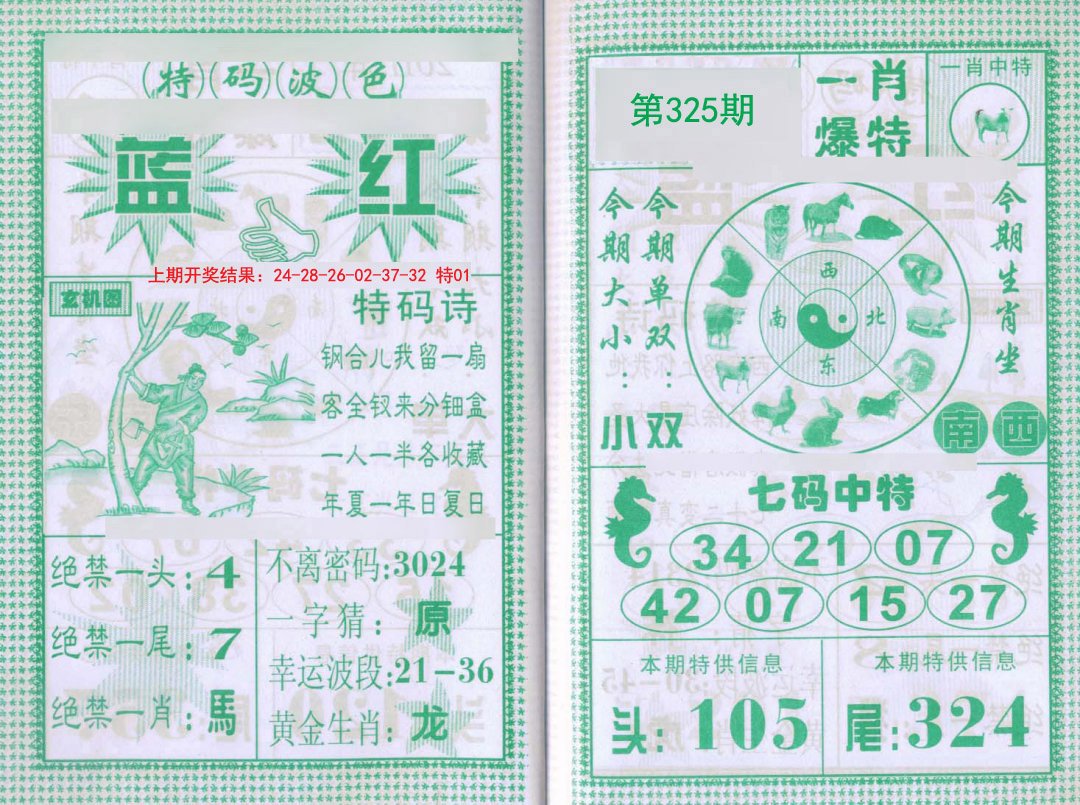 (特)(码)(波)(色)
蓝 红
上期开奖结果：24-28-26-02-37-32 特01
玄机图
特码诗
钢合儿我留一扇
客全钗来分钿盒
一人一半各收藏
年夏一年日复日
绝禁一头：4
绝禁一尾：7
绝禁一肖：馬
不离密码:3024
一字猜：原
幸运波段:21-36
黄金生肖：龙
第325期
一肖
爆特
一肖中特
今期大小：小
今期单双：双
西
南 北
东
今期生肖坐
南 西
七码中特
34 21 07
42 07 15 27
本期特供信息
头：105
本期特供信息
尾：324